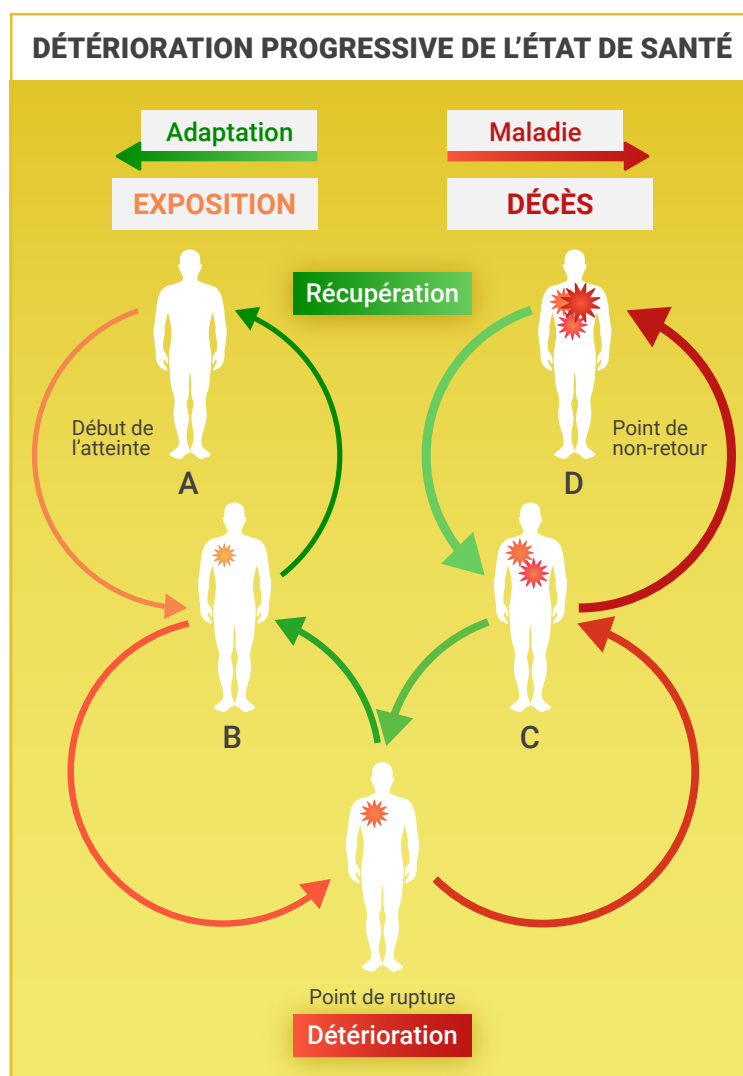 DÉTÉRIORATION PROGRESSIVE DE L’ÉTAT DE SANTÉ
Adaptation
Maladie
EXPOSITION
DÉCÈS
Récupération
Début de
l’atteinte
Point de
non-retour
A
D
B
C
Point de rupture
Détérioration